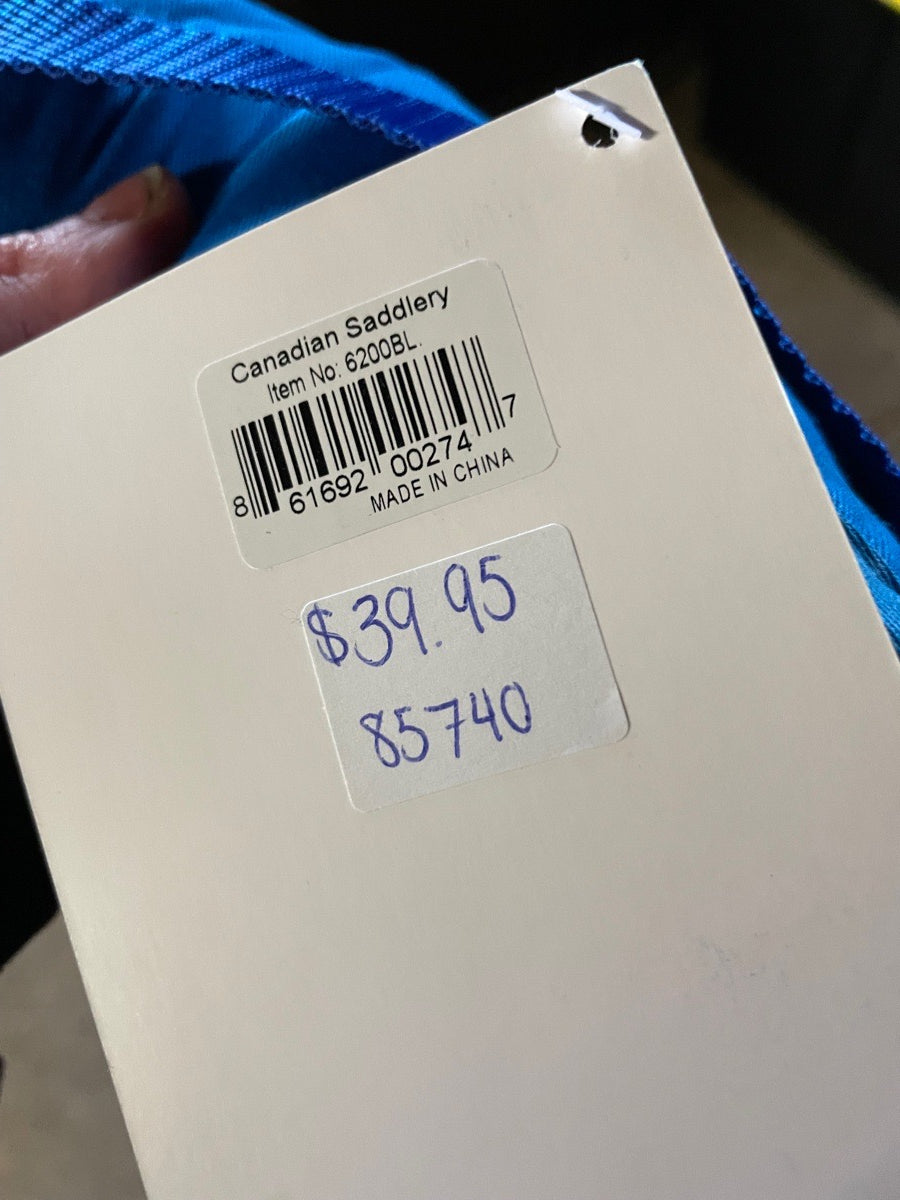 Canadian Saddlery
Item No: 6200BL.
8 61692 00274 7
MADE IN CHINA
$39.95
85740